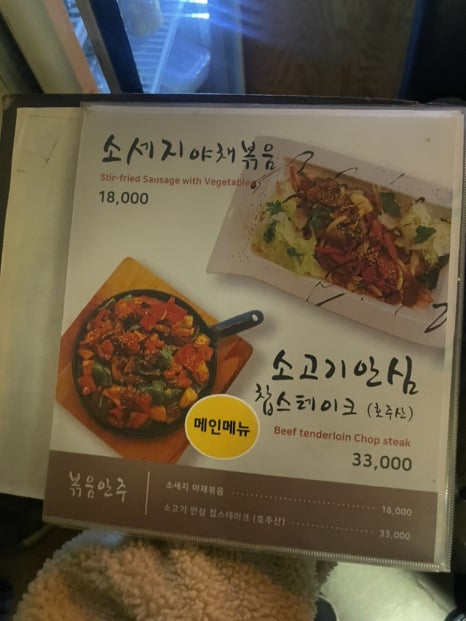 소세지야채볶음
Stir-fried Sausage with Vegetables
18,000
소고기안심
찹스테이크 (호주산)
Beef tenderloin Chop steak
33,000
메인메뉴
볶음안주
소세지 야채볶음 18,000
소고기 안심 찹스테이크 (호주산) 33,000